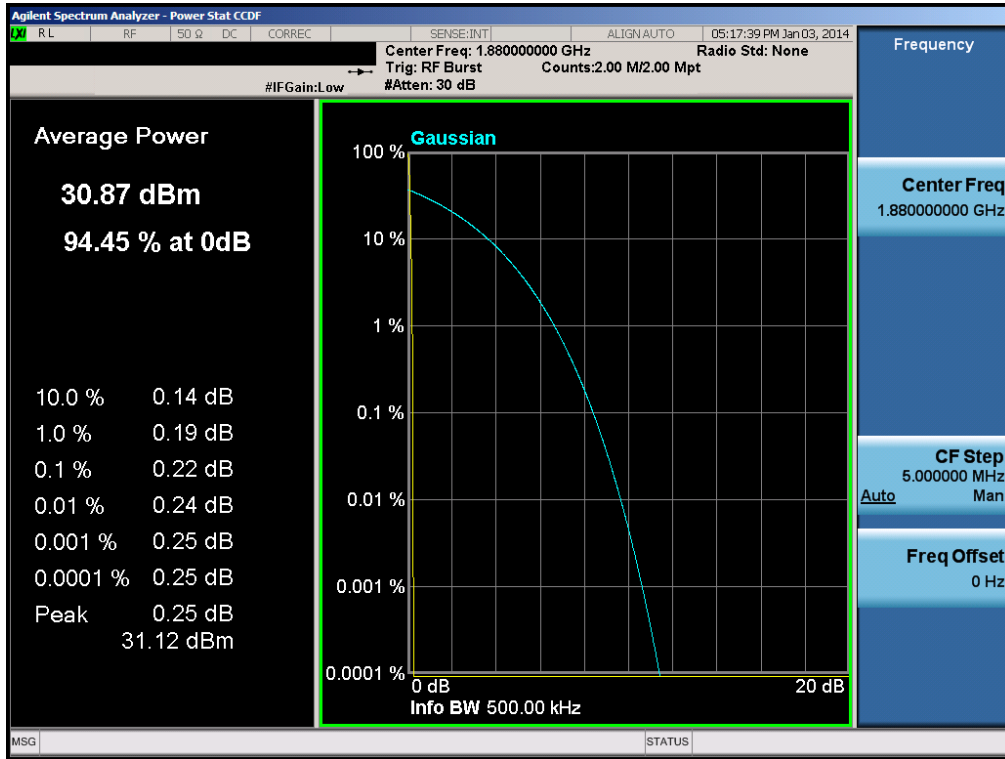 Agilent Spectrum Analyzer - Power Stat CCDF
LXI RL RF 50 Ω DC CORREC SENSE:INT ALIGN AUTO 05:17:39 PM Jan 03, 2014
Center Freq: 1.880000000 GHz Radio Std: None
Trig: RF Burst Counts:2.00 M/2.00 Mpt
#IFGain:Low #Atten: 30 dB
Average Power
30.87 dBm
94.45 % at 0dB
10.0 % 0.14 dB
1.0 % 0.19 dB
0.1 % 0.22 dB
0.01 % 0.24 dB
0.001 % 0.25 dB
0.0001 % 0.25 dB
Peak 0.25 dB
31.12 dBm
Gaussian
100 %
10 %
1 %
0.1 %
0.01 %
0.001 %
0.0001 %
0 dB 20 dB
Info BW 500.00 kHz
Frequency
Center Freq
1.880000000 GHz
CF Step
5.000000 MHz
Auto Man
Freq Offset
0 Hz
MSG STATUS